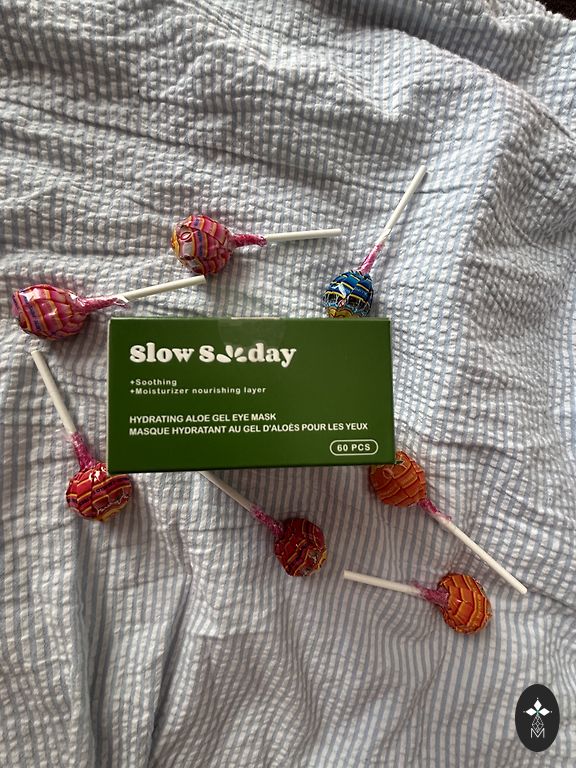 Slow Sunday
+Soothing
+Moisturizer nourishing layer
HYDRATING ALOE GEL EYE MASK
MASQUE HYDRATANT AU GEL D'ALOÈS POUR LES YEUX
60 PCS
M